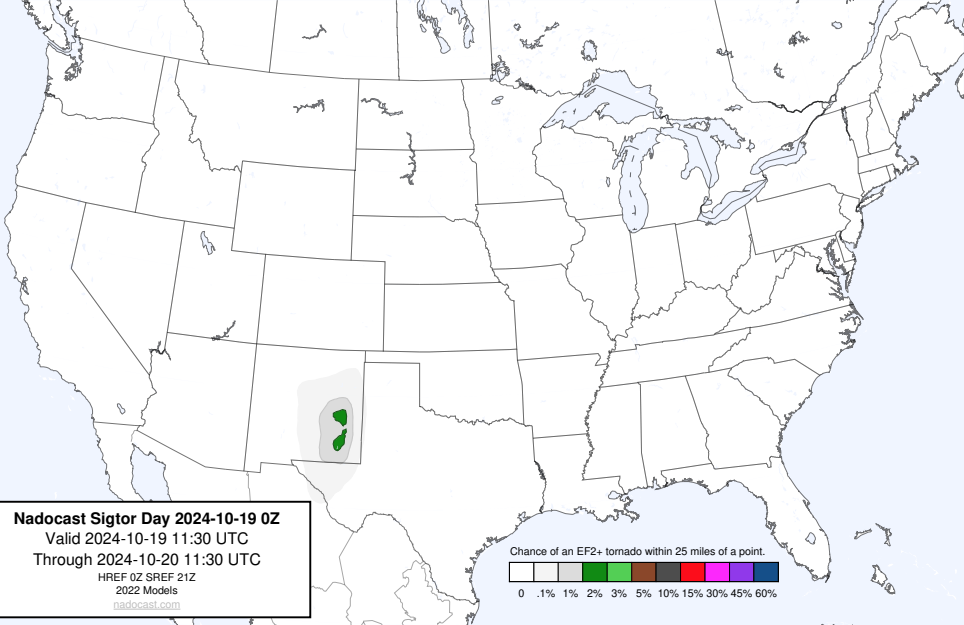 Nadocast Sigtor Day 2024-10-19 0Z
Valid 2024-10-19 11:30 UTC
Through 2024-10-20 11:30 UTC
HREF 0Z SREF 21Z
2022 Models
nadocast.com
Chance of an EF2+ tornado within 25 miles of a point.
0 .1% 1% 2% 3% 5% 10% 15% 30% 45% 60%